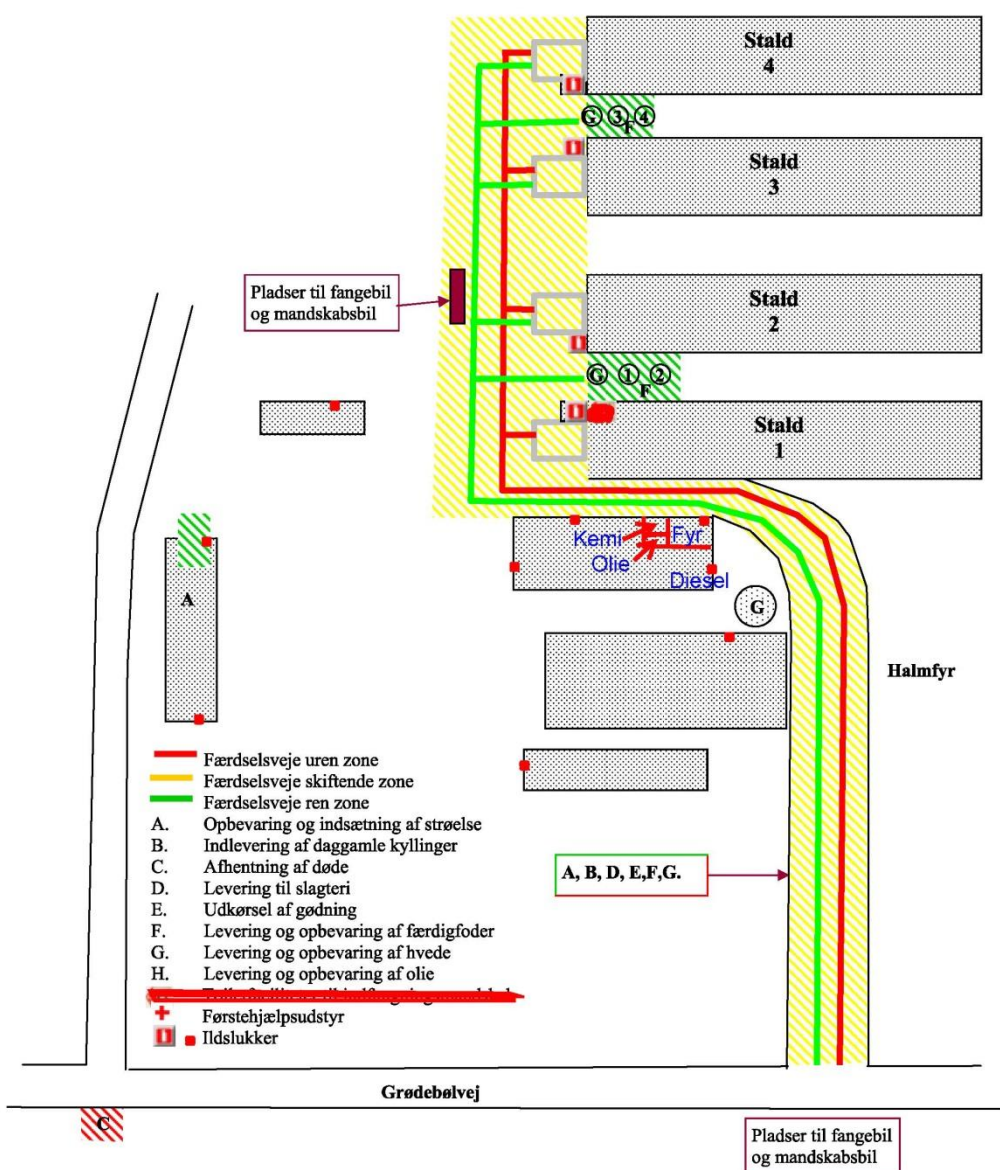 Stald
4
G 3 4
F
Stald
3
Pladser til fangebil
og mandskabsbil
Stald
2
G 1 2
F
Stald
1
Kemi
Fyr
Olie
Diesel
A
G
Halmfyr
Færdselsveje uren zone
Færdselsveje skiftende zone
Færdselsveje ren zone
A. Opbevaring og indsætning af strøelse
B. Indlevering af daggamle kyllinger
C. Afhentning af døde
D. Levering til slagteri
E. Udkørsel af gødning
F. Levering og opbevaring af færdigfoder
G. Levering og opbevaring af hvede
H. Levering og opbevaring af olie
Førstehjælpsudstyr
Ildslukker
A, B, D, E,F,G.
Grødebølvej
C
Pladser til fangebil
og mandskabsbil